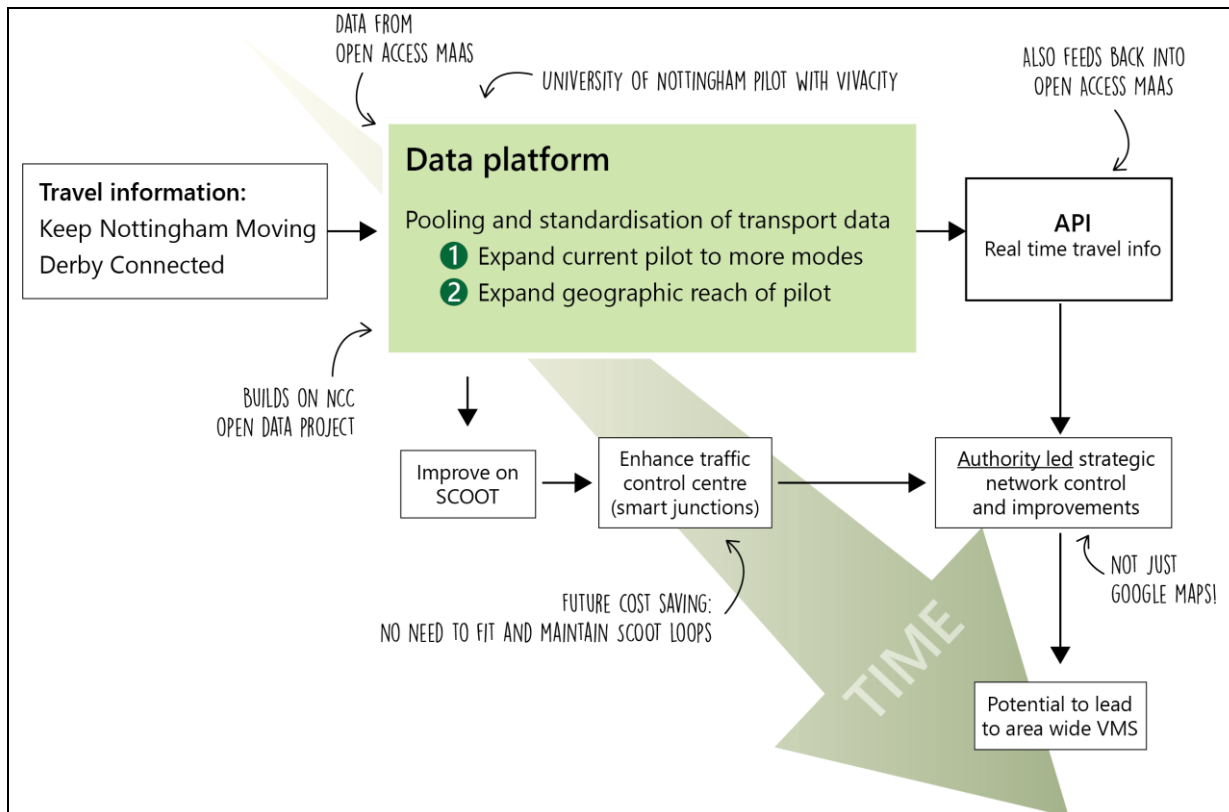 DATA FROM
OPEN ACCESS MAAS
UNIVERSITY OF NOTTINGHAM PILOT WITH VIVACITY
ALSO FEEDS BACK INTO
OPEN ACCESS MAAS
Travel information:
Keep Nottingham Moving
Derby Connected
Data platform
Pooling and standardisation of transport data
1 Expand current pilot to more modes
2 Expand geographic reach of pilot
API
Real time travel info
BUILDS ON NCC
OPEN DATA PROJECT
Improve on
SCOOT
Enhance traffic
control centre
(smart junctions)
Authority led strategic
network control
and improvements
FUTURE COST SAVING:
NO NEED TO FIT AND MAINTAIN SCOOT LOOPS
NOT JUST
GOOGLE MAPS!
TIME
Potential to lead
to area wide VMS